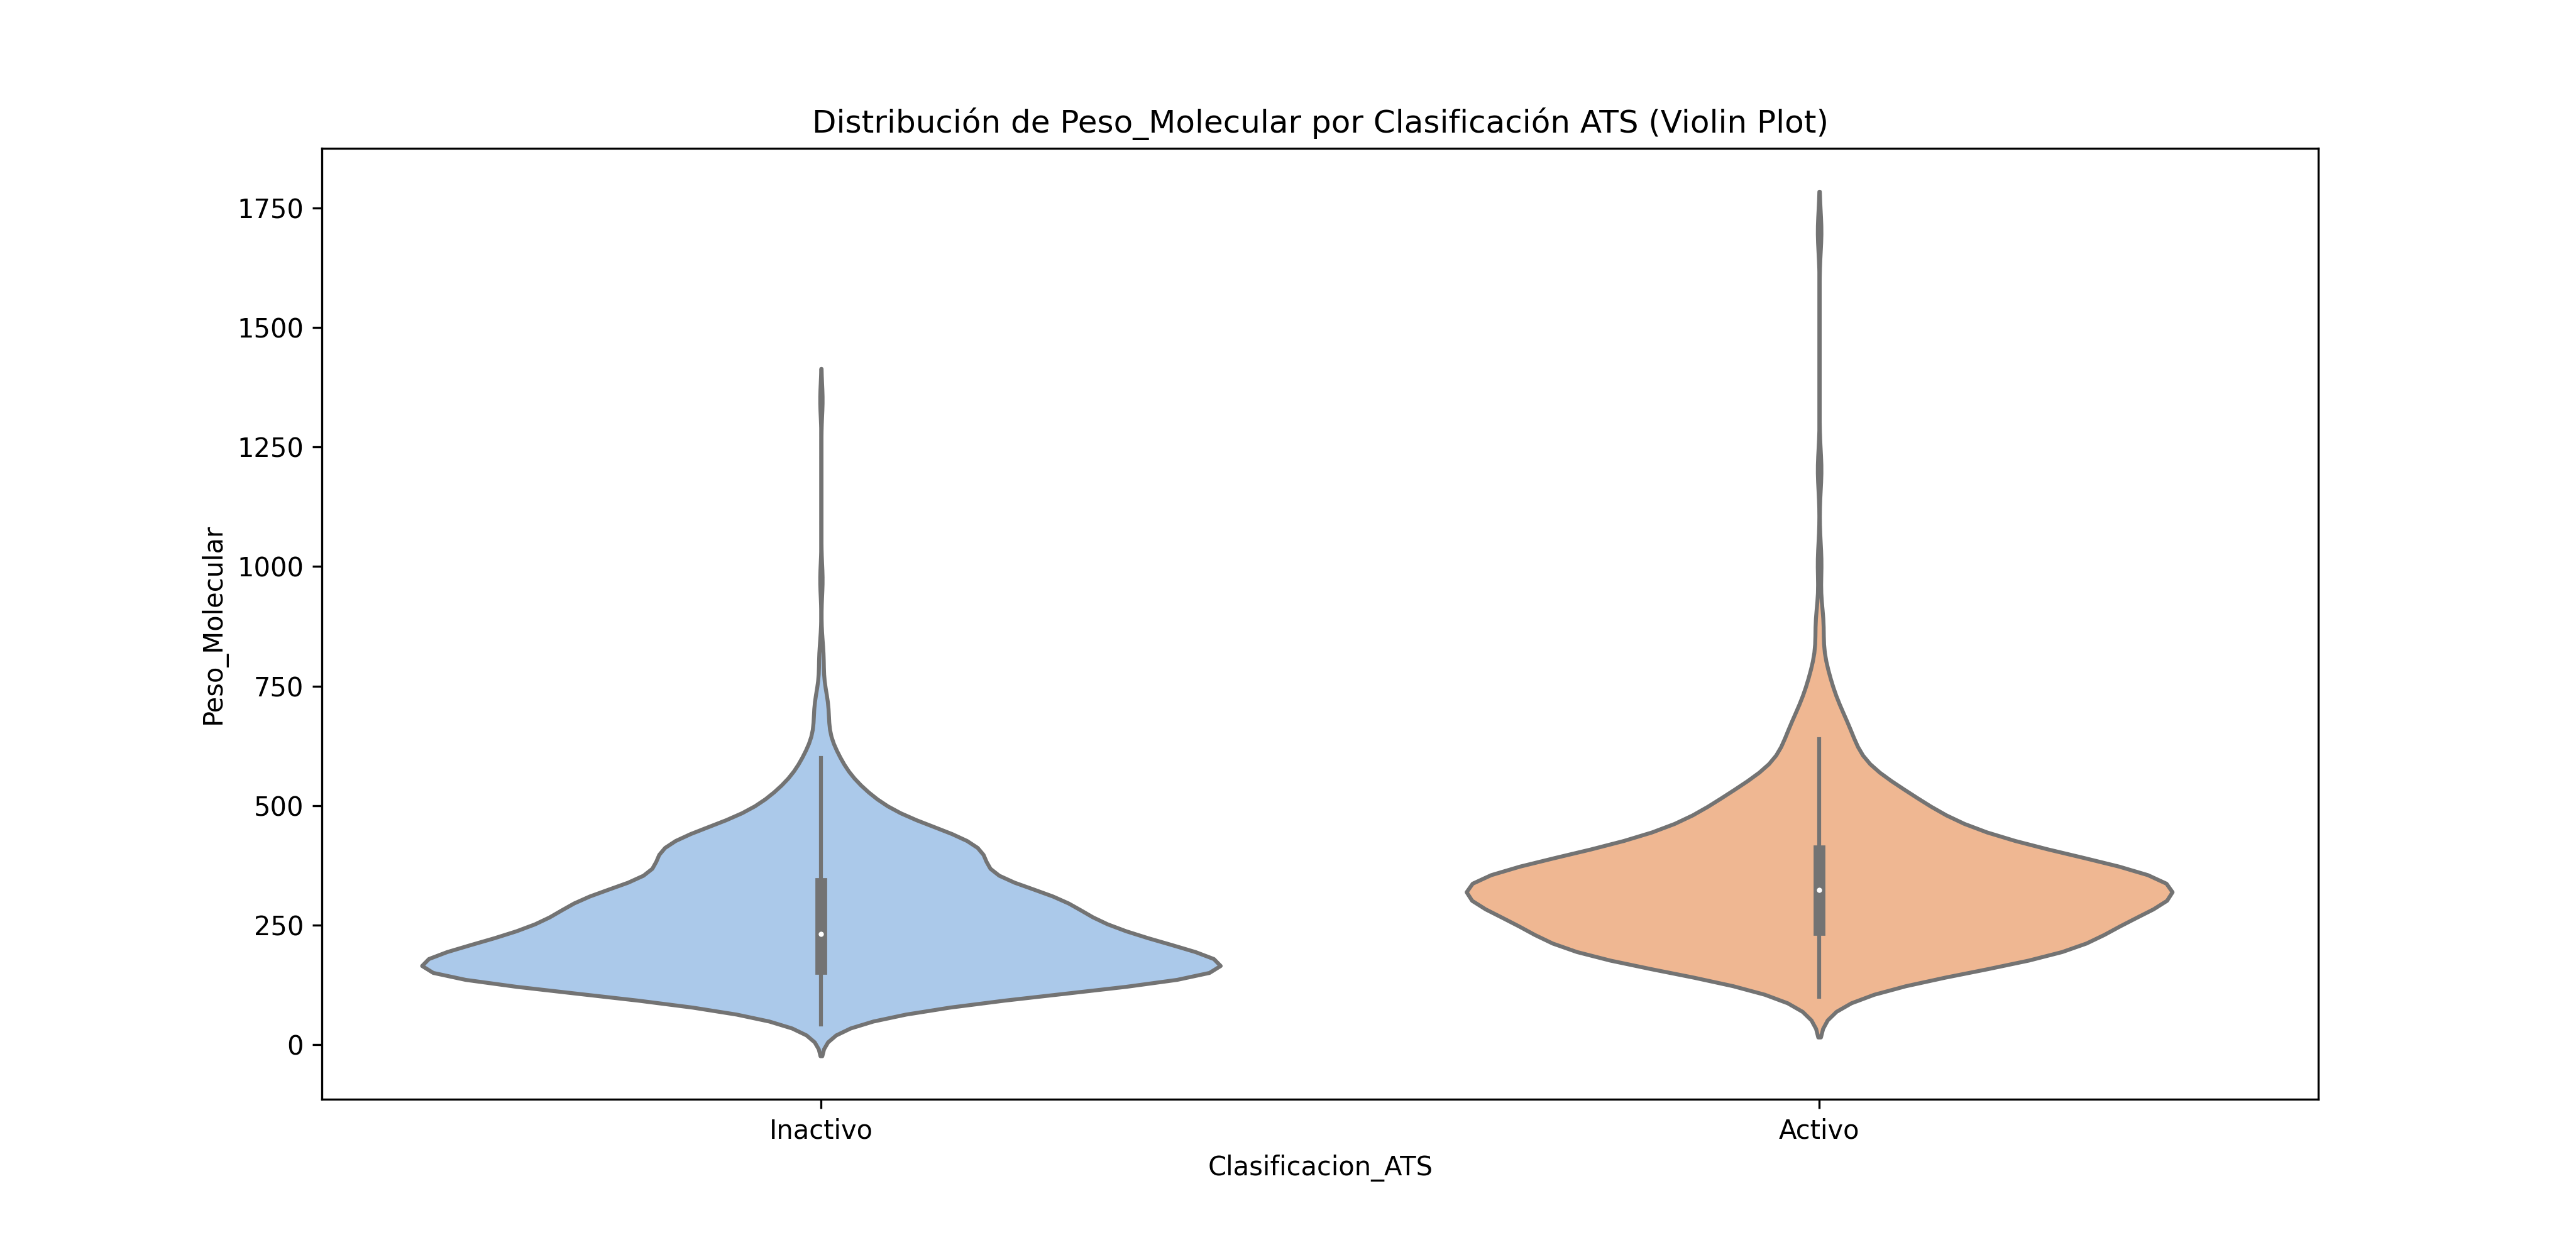 Distribución de Peso_Molecular por Clasificación ATS (Violin Plot)
Peso_Molecular
1750
1500
1250
1000
750
500
250
0
Inactivo
Activo
Clasificacion_ATS